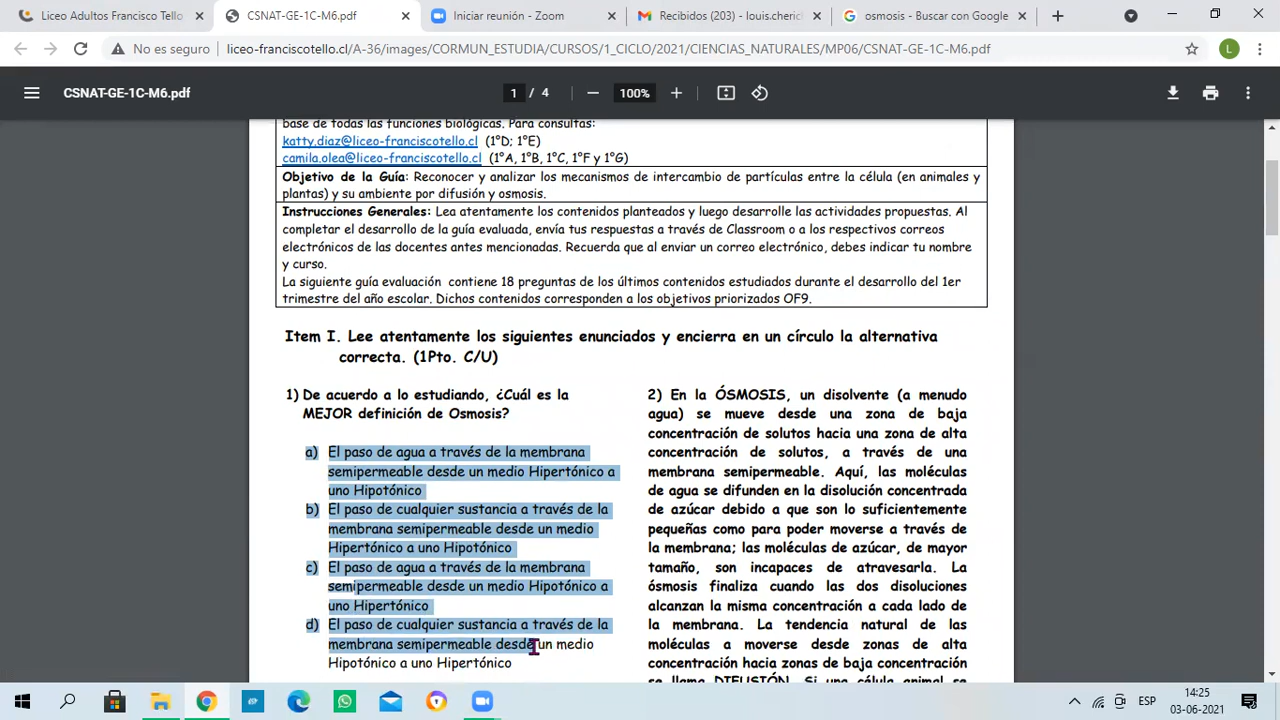 Liceo Adultos Francisco Tello
CSNAT-GE-1C-M6.pdf
Iniciar reunión - Zoom
Recibidos (203) - louis.cherich
osmosis - Buscar con Google
No es seguro
liceo-franciscotello.cl/A-36/images/CORMUN_ESTUDIA/CURSOS/1_CICLO/2021/CIENCIAS_NATURALES/MP06/CSNAT-GE-1C-M6.pdf
L
CSNAT-GE-1C-M6.pdf
1 / 4
100%
base de todas las funciones biológicas. Para consultas:
katty.diaz@liceo-franciscotello.cl (1°D; 1°E)
camila.olea@liceo-franciscotello.cl (1°A, 1°B, 1°C, 1°F y 1°G)
Objetivo de la Guía: Reconocer y analizar los mecanismos de intercambio de partículas entre la célula (en animales y
plantas) y su ambiente por difusión y osmosis.
Instrucciones Generales: Lea atentamente los contenidos planteados y luego desarrolle las actividades propuestas. Al
completar el desarrollo de la guía evaluada, envía tus respuestas a través de Classroom o a los respectivos correos
electrónicos de las docentes antes mencionadas. Recuerda que al enviar un correo electrónico, debes indicar tu nombre
y curso.
La siguiente guía evaluación contiene 18 preguntas de los últimos contenidos estudiados durante el desarrollo del 1er
trimestre del año escolar. Dichos contenidos corresponden a los objetivos priorizados OF9.
Item I. Lee atentamente los siguientes enunciados y encierra en un círculo la alternativa
correcta. (1Pto. C/U)
1) De acuerdo a lo estudiando, ¿Cuál es la
MEJOR definición de Osmosis?
a) El paso de agua a través de la membrana
semipermeable desde un medio Hipertónico a
uno Hipotónico
b) El paso de cualquier sustancia a través de la
membrana semipermeable desde un medio
Hipertónico a uno Hipotónico
c) El paso de agua a través de la membrana
semipermeable desde un medio Hipotónico a
uno Hipertónico
d) El paso de cualquier sustancia a través de la
membrana semipermeable desde un medio
Hipotónico a uno Hipertónico
2) En la ÓSMOSIS, un disolvente (a menudo
agua) se mueve desde una zona de baja
concentración de solutos hacia una zona de alta
concentración de solutos, a través de una
membrana semipermeable. Aquí, las moléculas
de agua se difunden en la disolución concentrada
de azúcar debido a que son lo suficientemente
pequeñas como para poder moverse a través de
la membrana; las moléculas de azúcar, de mayor
tamaño, son incapaces de atravesarla. La
ósmosis finaliza cuando las dos disoluciones
alcanzan la misma concentración a cada lado de
la membrana. La tendencia natural de las
moléculas a moverse desde zonas de alta
concentración hacia zonas de baja concentración
se llama DIFUSIÓN. Si una célula animal se
ESP
14:25
03-06-2021